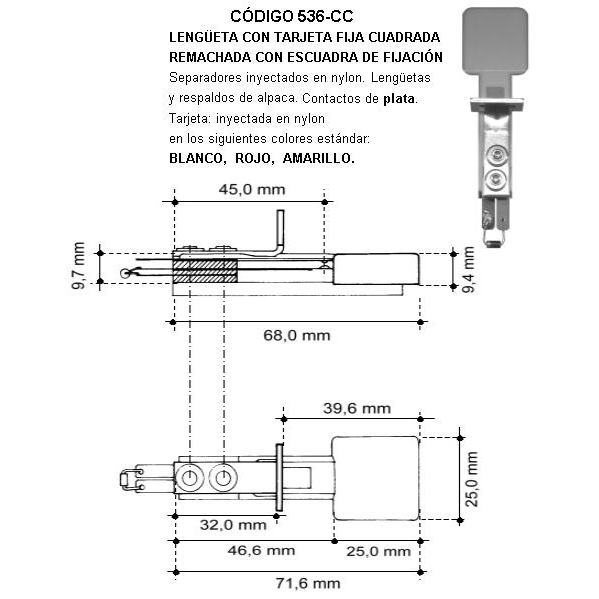 CÓDIGO 536-CC
LENGÜETA CON TARJETA FIJA CUADRADA
REMACHADA CON ESCUADRA DE FIJACIÓN
Separadores inyectados en nylon. Lengüetas
y respaldos de alpaca. Contactos de plata.
Tarjeta: inyectada en nylon
en los siguientes colores estándar:
BLANCO, ROJO, AMARILLO.
45,0 mm
9,7 mm
9,4 mm
68,0 mm
39,6 mm
25,0 mm
32,0 mm
46,6 mm
25,0 mm
71,6 mm